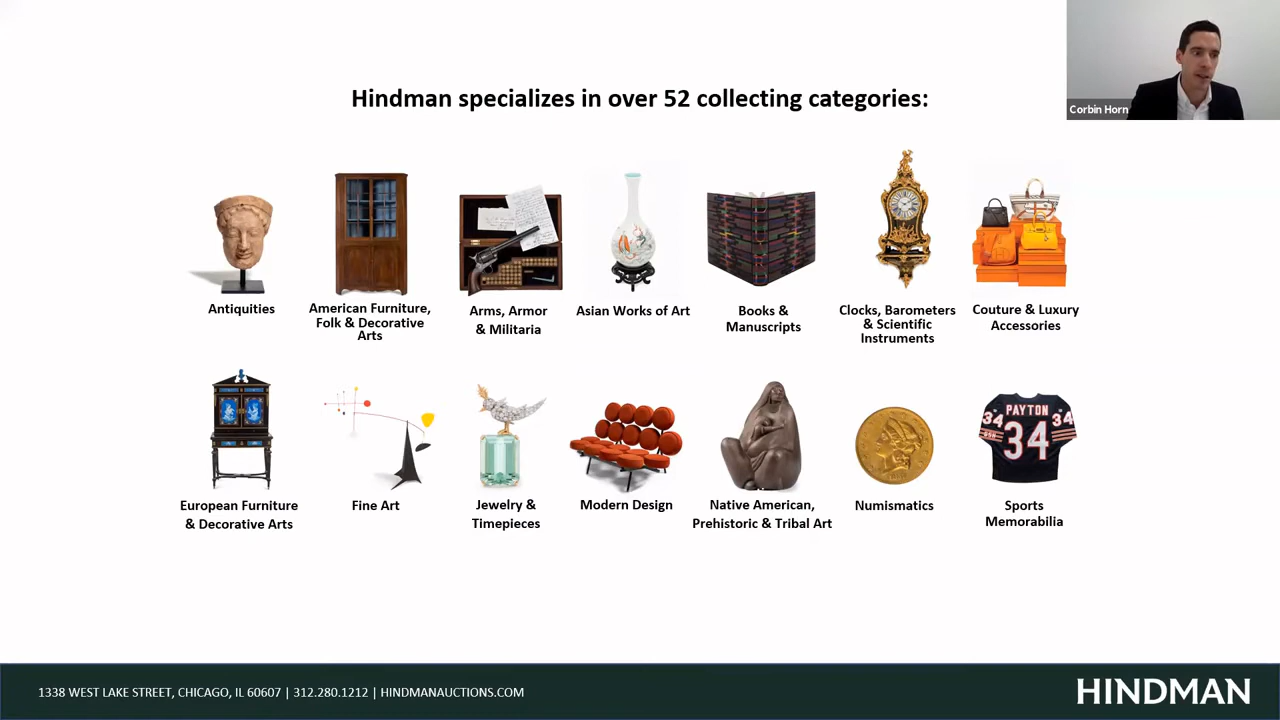 Corbin Horn
Hindman specializes in over 52 collecting categories:
Antiquities
American Furniture,
Folk & Decorative
Arts
Arms, Armor
& Militaria
Asian Works of Art
Books &
Manuscripts
Clocks, Barometers
& Scientific
Instruments
Couture & Luxury
Accessories
PAYTON
34
34
34
European Furniture
& Decorative Arts
Fine Art
Jewelry &
Timepieces
Modern Design
Native American,
Prehistoric & Tribal Art
Numismatics
Sports
Memorabilia
1338 WEST LAKE STREET, CHICAGO, IL 60607 | 312.280.1212 | HINDMANAUCTIONS.COM
HINDMAN